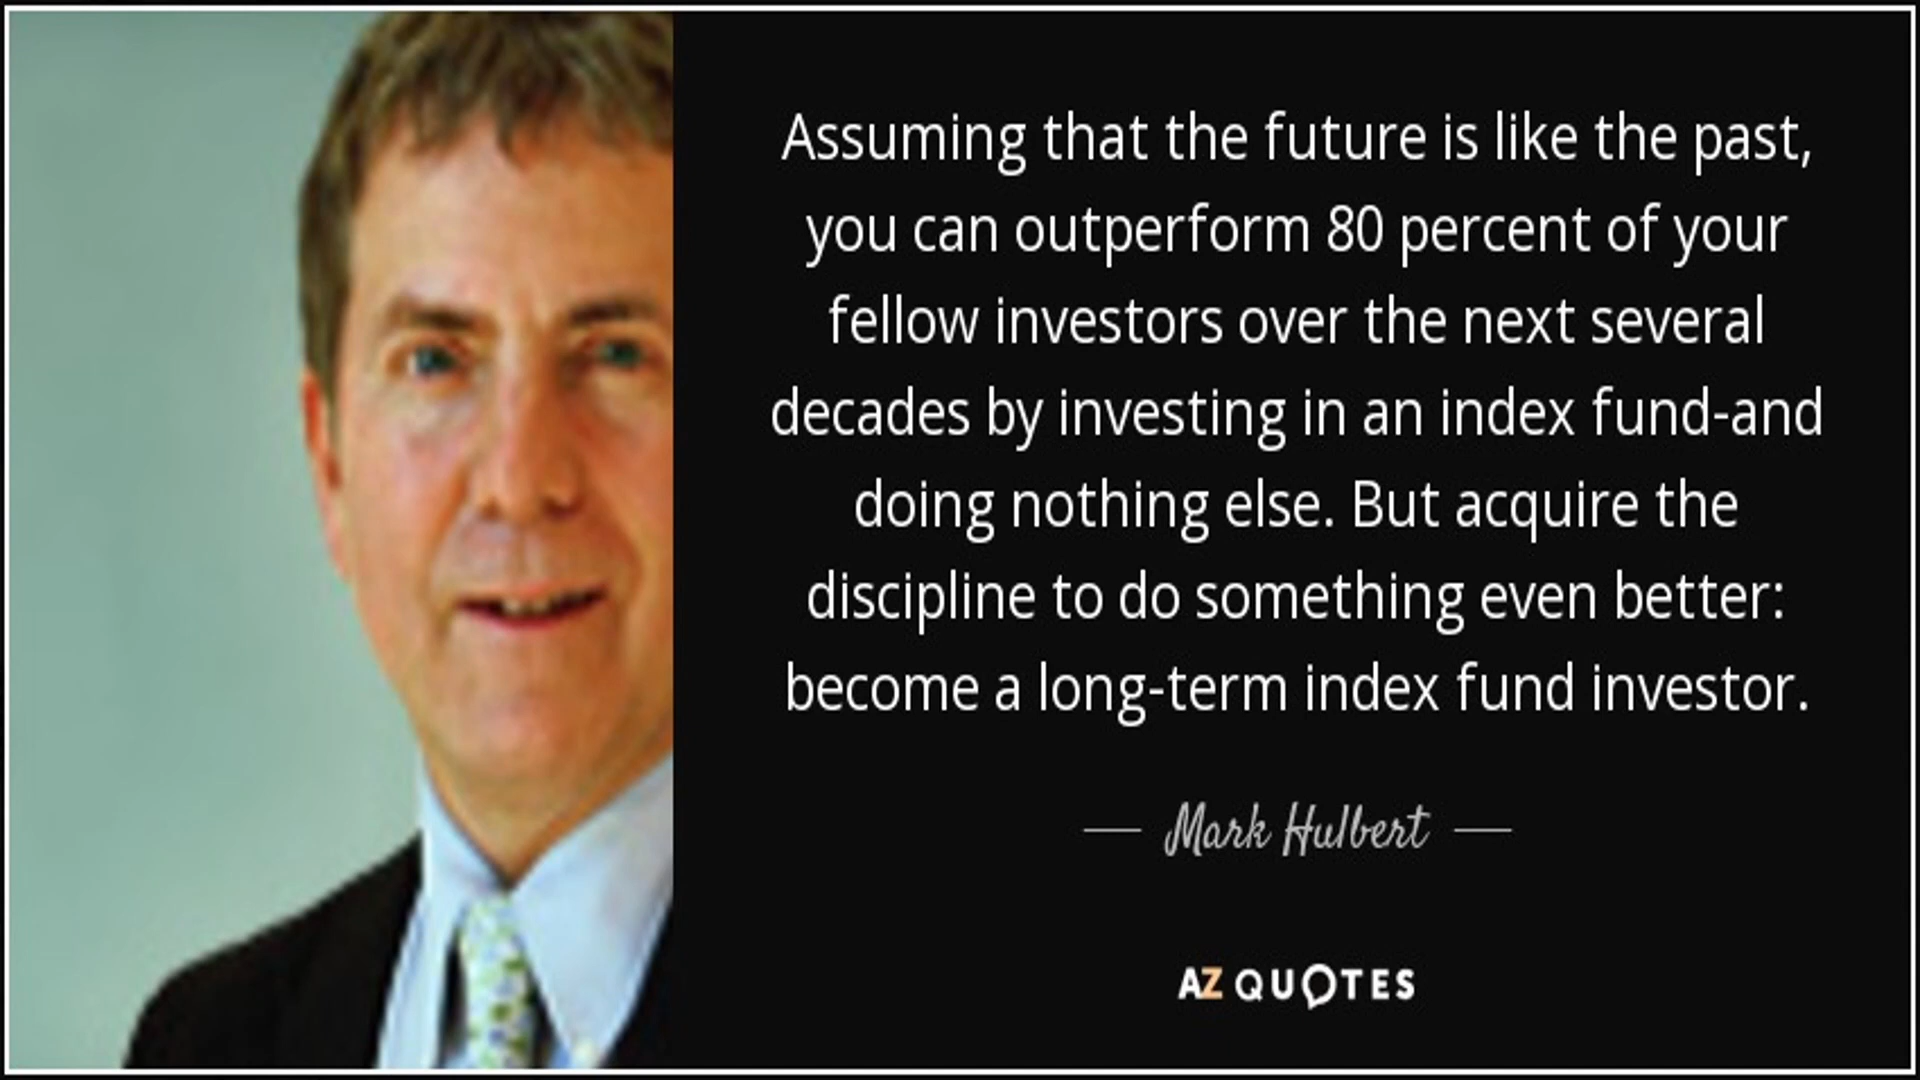 Assuming that the future is like the past,
you can outperform 80 percent of your
fellow investors over the next several
decades by investing in an index fund-and
doing nothing else. But acquire the
discipline to do something even better:
become a long-term index fund investor.
— Mark Hulbert —
AZ QUOTES